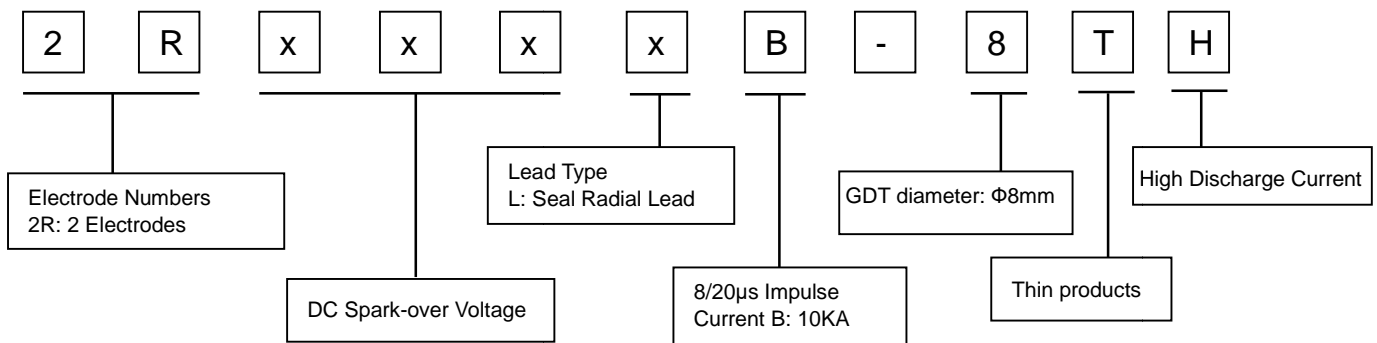 2 R x x x x B - 8 T H
Electrode Numbers
2R: 2 Electrodes
DC Spark-over Voltage
Lead Type
L: Seal Radial Lead
8/20μs Impulse
Current B: 10KA
GDT diameter: Φ8mm
Thin products
High Discharge Current